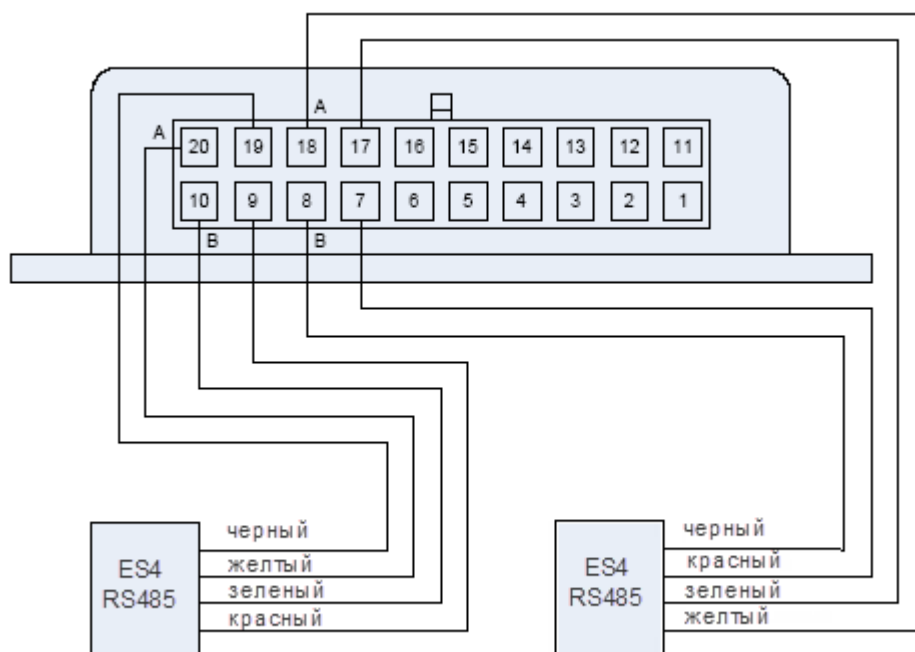 A
A
20 19 18 17 16 15 14 13 12 11
10 9 8 7 6 5 4 3 2 1
B
B
ES4
RS485
черный
желтый
зеленый
красный
ES4
RS485
черный
красный
зеленый
желтый